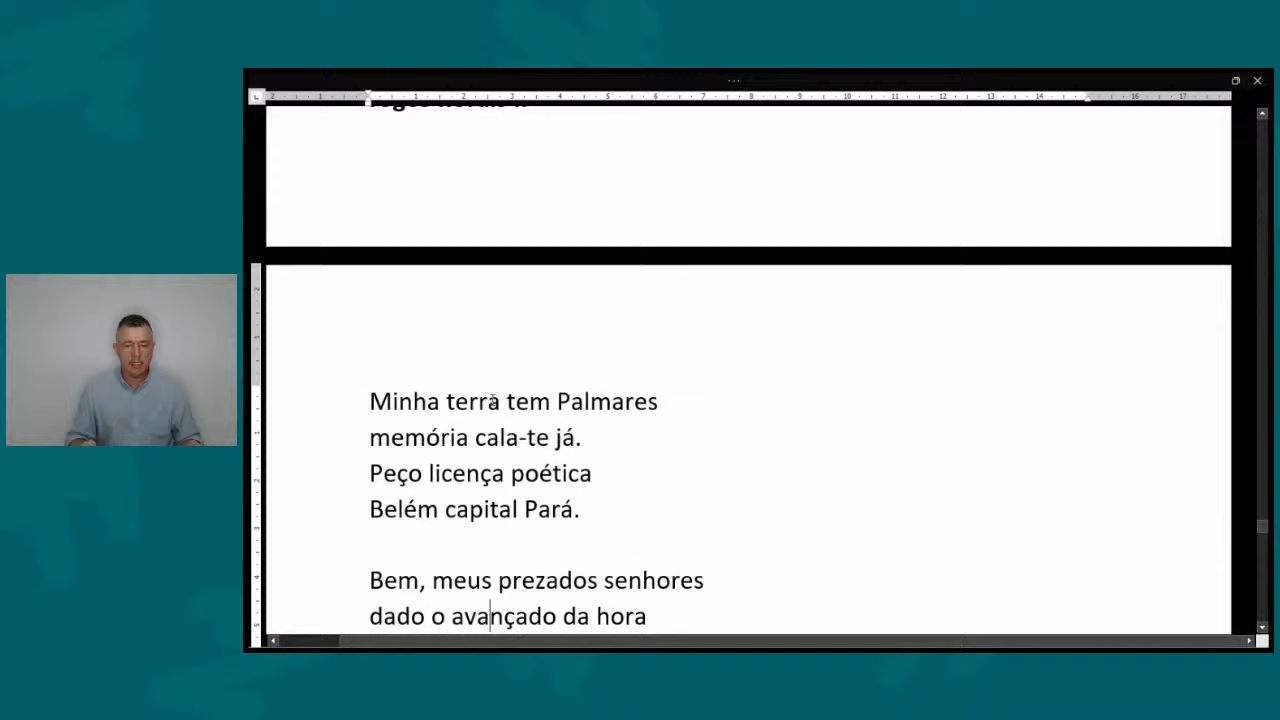 Minha terra tem Palmares
memória cala-te já.
Peço licença poética
Belém capital Pará.
Bem, meus prezados senhores
dado o avançado da hora